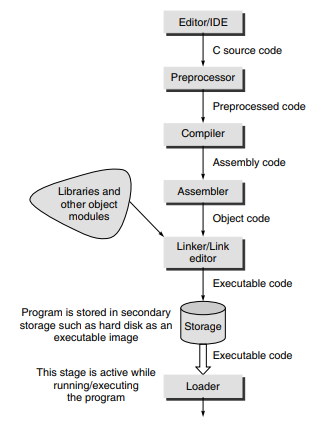 Editor/IDE
C source code
Preprocessor
Preprocessed code
Compiler
Assembly code
Libraries and
other object
modules
Assembler
Object code
Linker/Link
editor
Executable code
Program is stored in secondary
storage such as hard disk as an
executable image
Storage
Executable code
This stage is active while
running/executing
the program
Loader